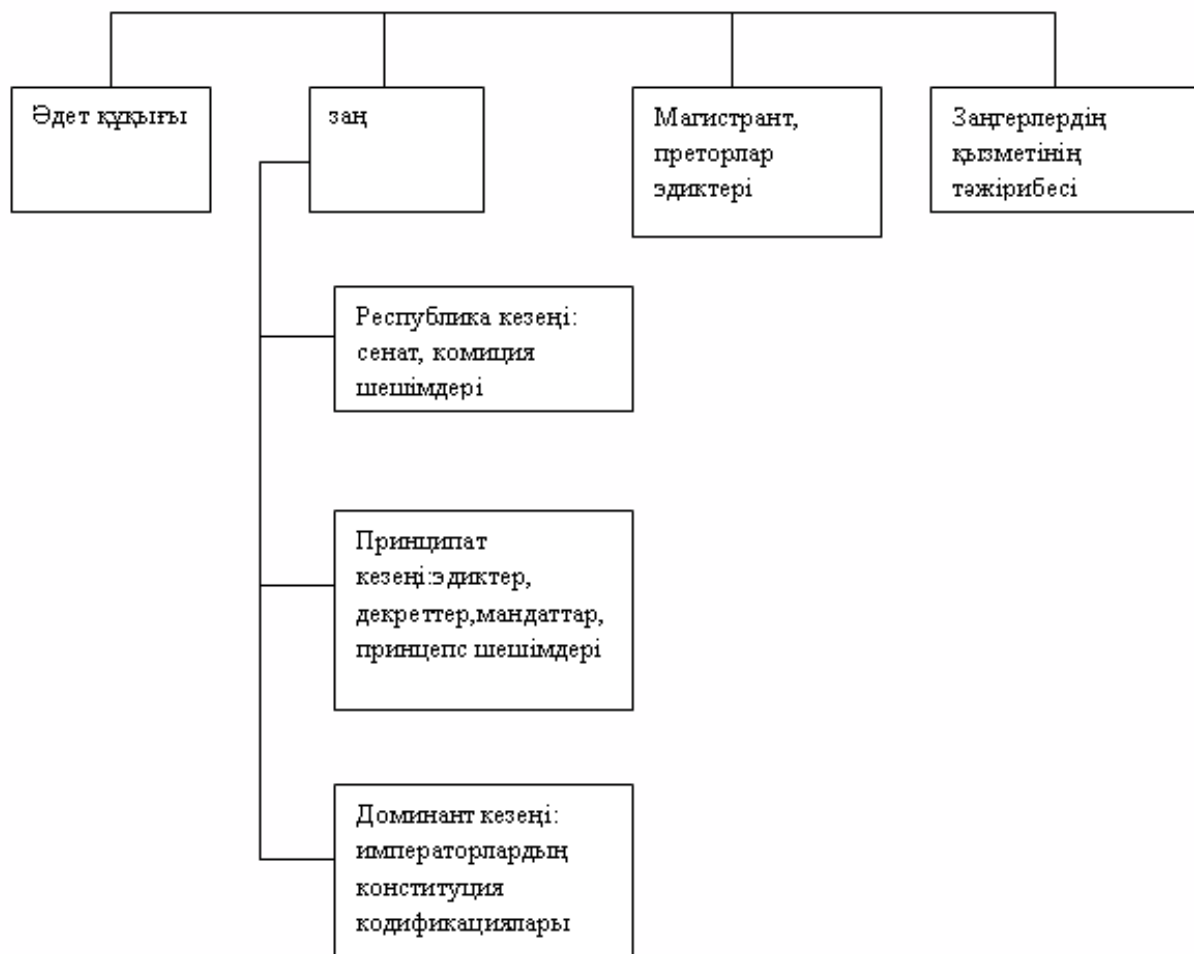 Әдет құқығы
заң
Магистрант,
преторлар
эдиктері
Заңгерлердің
қызметінің
тәжірибесі
Республика кезеңі:
сенат, комиция
шешімдері
Принципат
кезеңі:эдиктер,
декреттер,мандаттар,
принцепс шешімдері
Доминант кезеңі:
императорлардың
конституция
кодификациялары